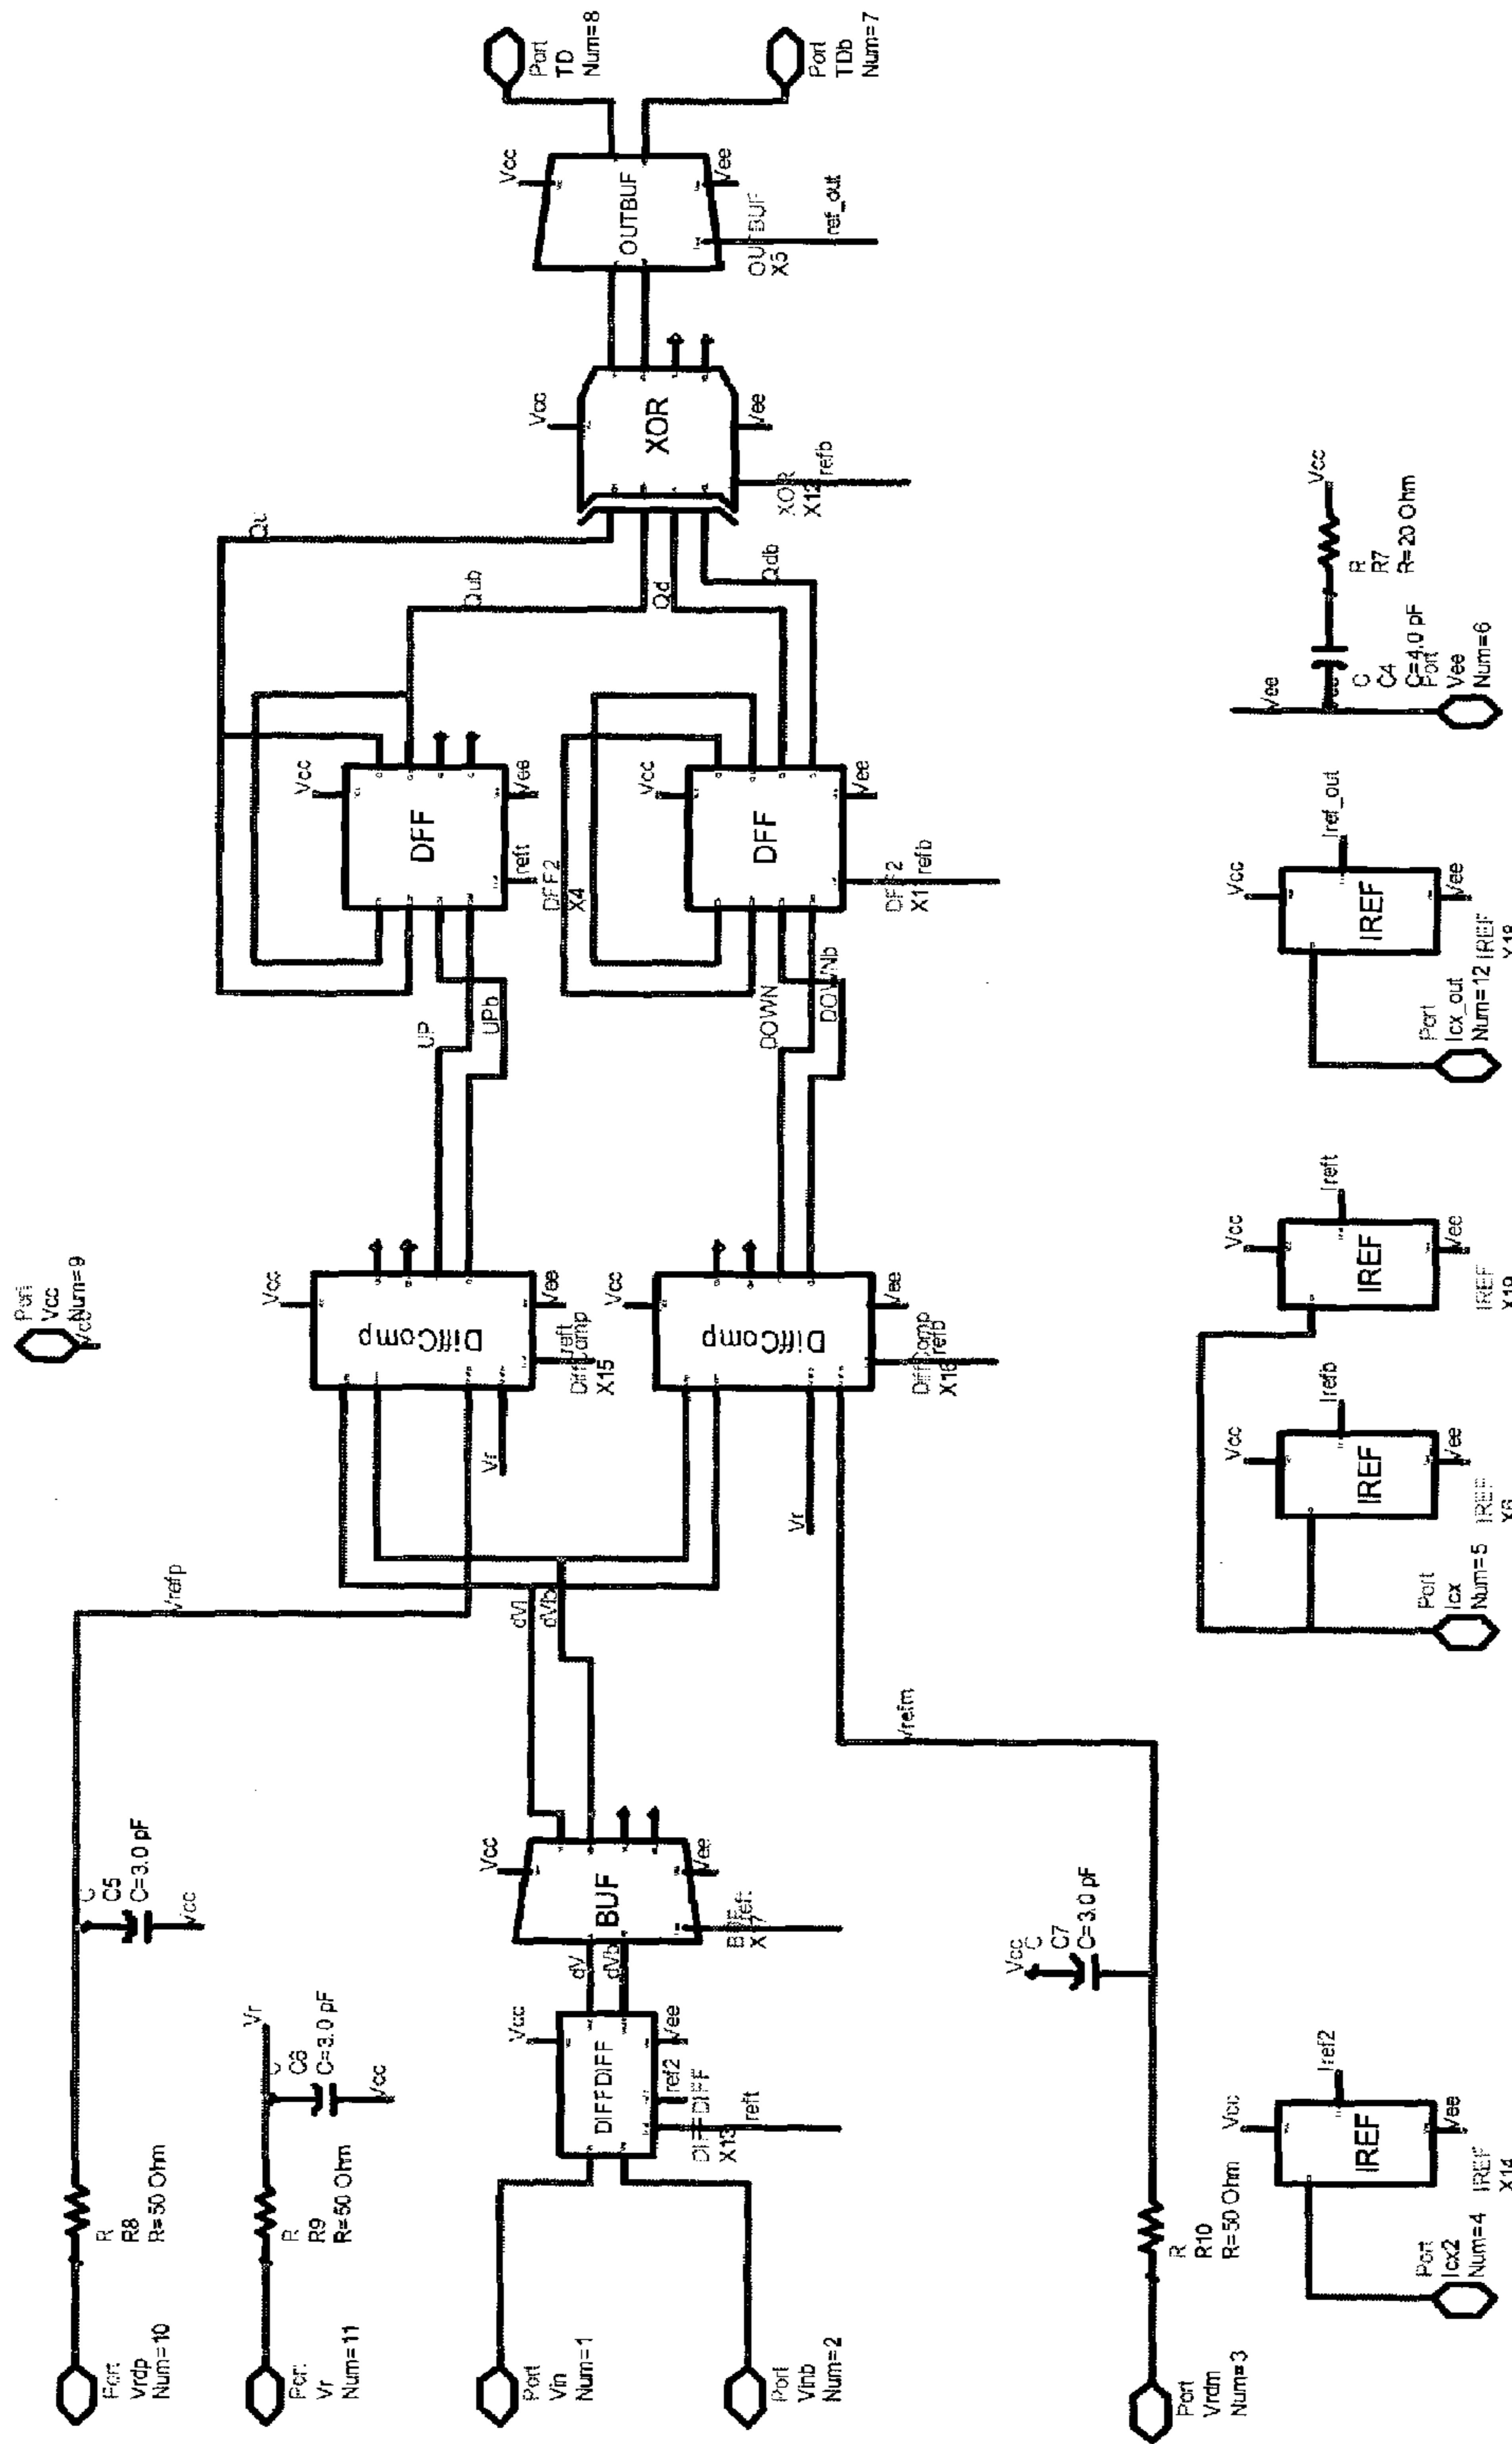 Port
Vcc
Num=9
Port
Vrdp
Num=10
R
R8
R=50 Ohm
C
C5
C=3.0 pF
Vcc
Vrefp
Port
Vr
Num=11
R
R9
R=50 Ohm
C6
C=3.0 pF
Vcc
Vr
Port
Vin
Num=1
Port
Vinb
Num=2
Vcc
DIFFDIFF
Vee
ref2
DIFFDIFF
X13
reft
dV
dVb
Vcc
BUF
Vee
reft
dVi
dVib
Vr
Vcc
DiffComp
Vee
reft
DiffComp
X15
Vr
Vcc
DiffComp
Vee
DiffComp
refb
X16
UP
UPb
DOWN
DOWNb
Vcc
DFF
Vee
reft
DFF2
X4
Vcc
DFF
Vee
DFF2
X1
refb
Qub
Qd
Qdb
Vcc
XOR
Vee
XOR
X12
refb
Vcc
OUTBUF
Vee
OUTBUF
X5
ref_out
Port
TD
Num=8
Port
TDb
Num=7
Port
Vrdm
Num=3
R
R10
R=50 Ohm
Vcc
C
C7
C=3.0 pF
Vrefm
Port
Icx2
Num=4
Vcc
IREF
Iref2
Vee
IREF
X14
Port
Icx
Num=5
Vcc
IREF
Irefb
Vee
IREF
X6
Vcc
IREF
Ireft
Vee
IREF
X19
Port
Icx_out
Num=12
Vcc
IREF
Iref_out
Vee
IREF
X18
Vee
C
C4
C=4.0 pF
Port
Vee
Num=6
R
R7
R=20 Ohm
Vcc